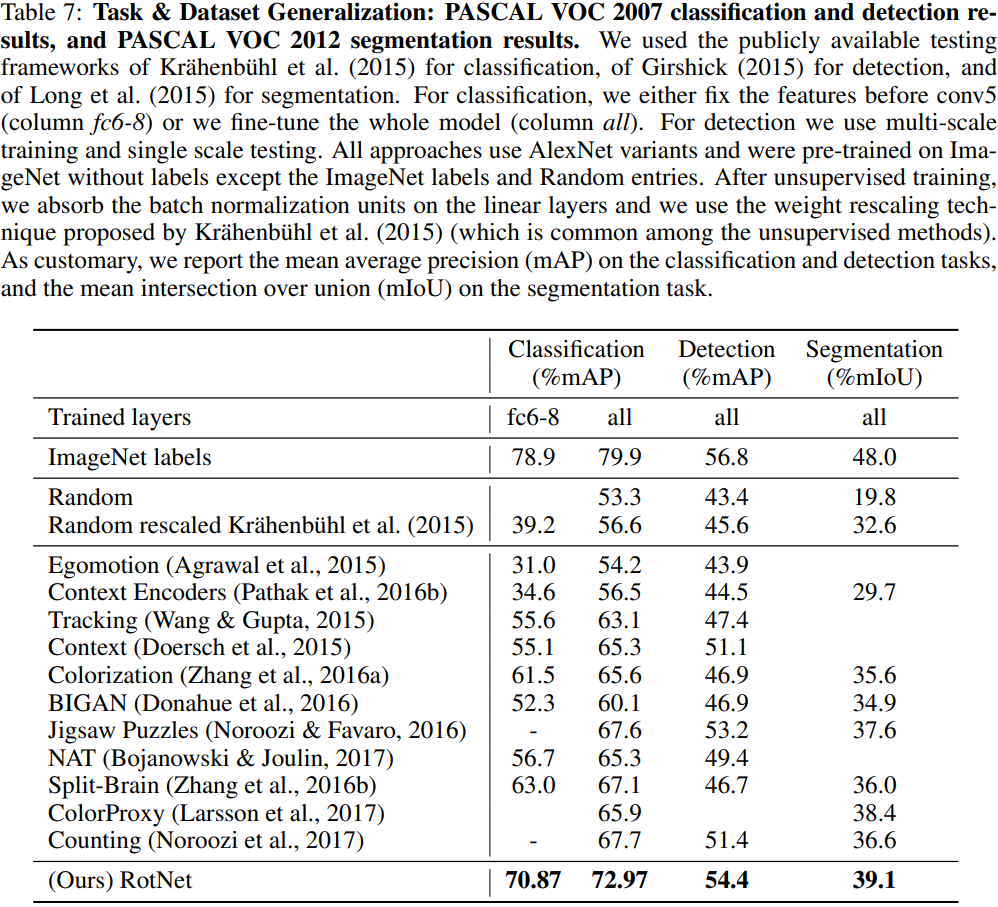 Table 7: Task & Dataset Generalization: PASCAL VOC 2007 classification and detection re-
sults, and PASCAL VOC 2012 segmentation results. We used the publicly available testing
frameworks of Krähenbühl et al. (2015) for classification, of Girshick (2015) for detection, and
of Long et al. (2015) for segmentation. For classification, we either fix the features before conv5
(column fc6-8) or we fine-tune the whole model (column all). For detection we use multi-scale
training and single scale testing. All approaches use AlexNet variants and were pre-trained on Im-
ageNet without labels except the ImageNet labels and Random entries. After unsupervised training,
we absorb the batch normalization units on the linear layers and we use the weight rescaling tech-
nique proposed by Krähenbühl et al. (2015) (which is common among the unsupervised methods).
As customary, we report the mean average precision (mAP) on the classification and detection tasks,
and the mean intersection over union (mIoU) on the segmentation task.
Classification Detection Segmentation
(%mAP) (%mAP) (%mIoU)
Trained layers fc6-8 all all all
ImageNet labels 78.9 79.9 56.8 48.0
Random 53.3 43.4 19.8
Random rescaled Krähenbühl et al. (2015) 39.2 56.6 45.6 32.6
Egomotion (Agrawal et al., 2015) 31.0 54.2 43.9
Context Encoders (Pathak et al., 2016b) 34.6 56.5 44.5 29.7
Tracking (Wang & Gupta, 2015) 55.6 63.1 47.4
Context (Doersch et al., 2015) 55.1 65.3 51.1
Colorization (Zhang et al., 2016a) 61.5 65.6 46.9 35.6
BIGAN (Donahue et al., 2016) 52.3 60.1 46.9 34.9
Jigsaw Puzzles (Noroozi & Favaro, 2016) - 67.6 53.2 37.6
NAT (Bojanowski & Joulin, 2017) 56.7 65.3 49.4
Split-Brain (Zhang et al., 2016b) 63.0 67.1 46.7 36.0
ColorProxy (Larsson et al., 2017) 65.9 38.4
Counting (Noroozi et al., 2017) - 67.7 51.4 36.6
(Ours) RotNet 70.87 72.97 54.4 39.1